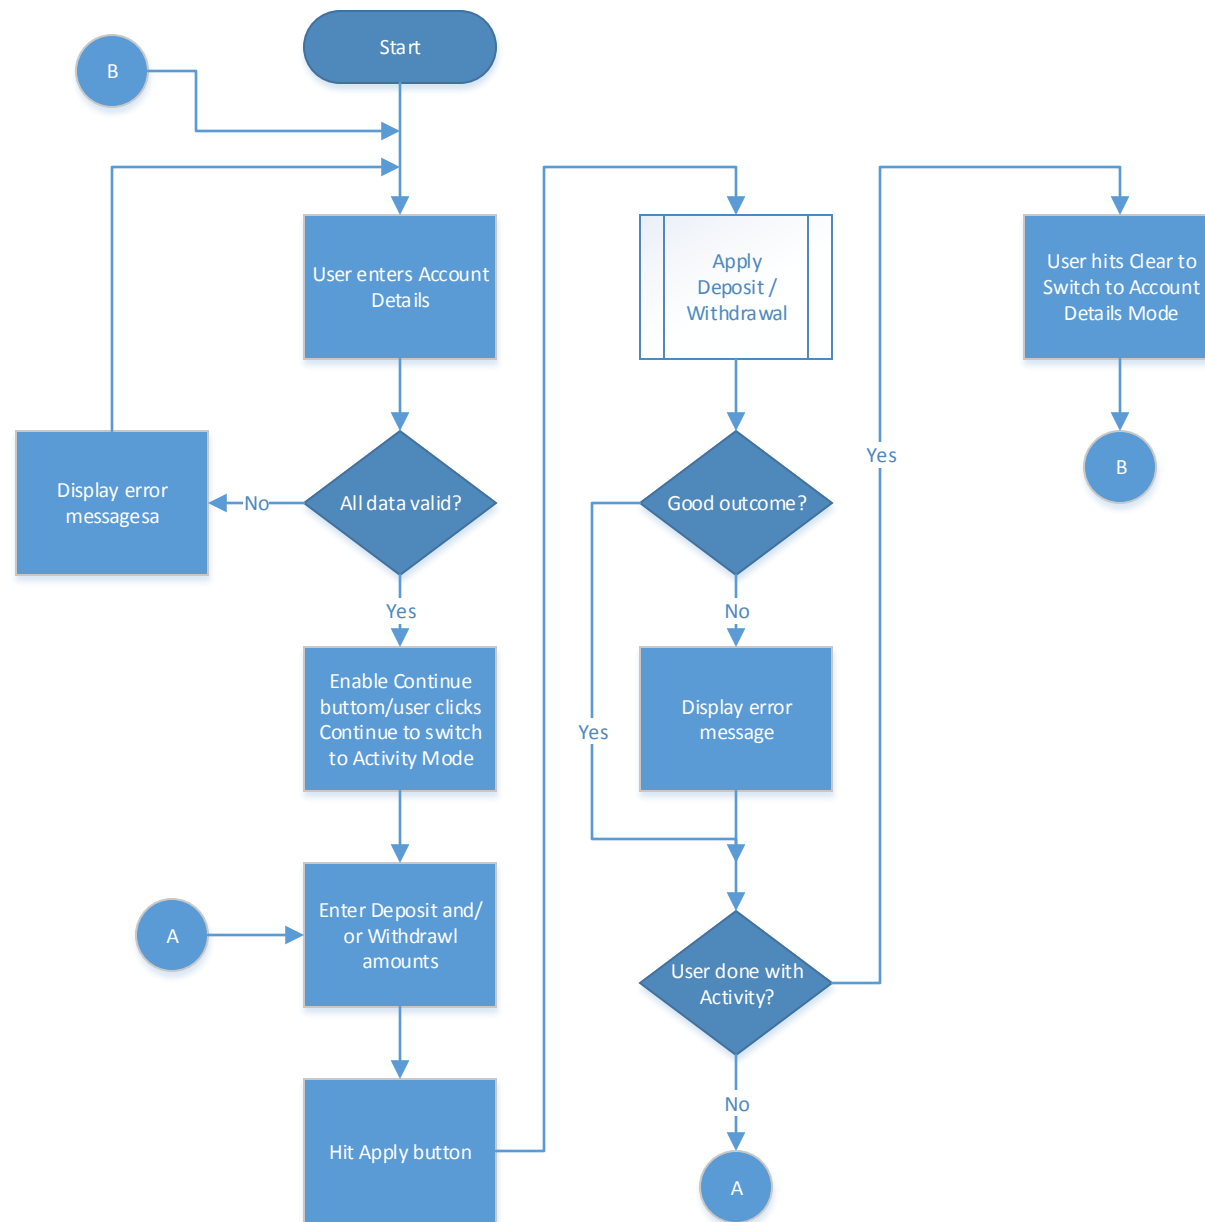 Start
B
User enters Account
Details
All data valid?
No
Display error
messagesa
Yes
Enable Continue
buttom/user clicks
Continue to switch
to Activity Mode
A
Enter Deposit and/
or Withdrawl
amounts
Hit Apply button
Apply
Deposit /
Withdrawal
Good outcome?
No
Yes
Display error
message
User done with
Activity?
No
A
Yes
User hits Clear to
Switch to Account
Details Mode
B